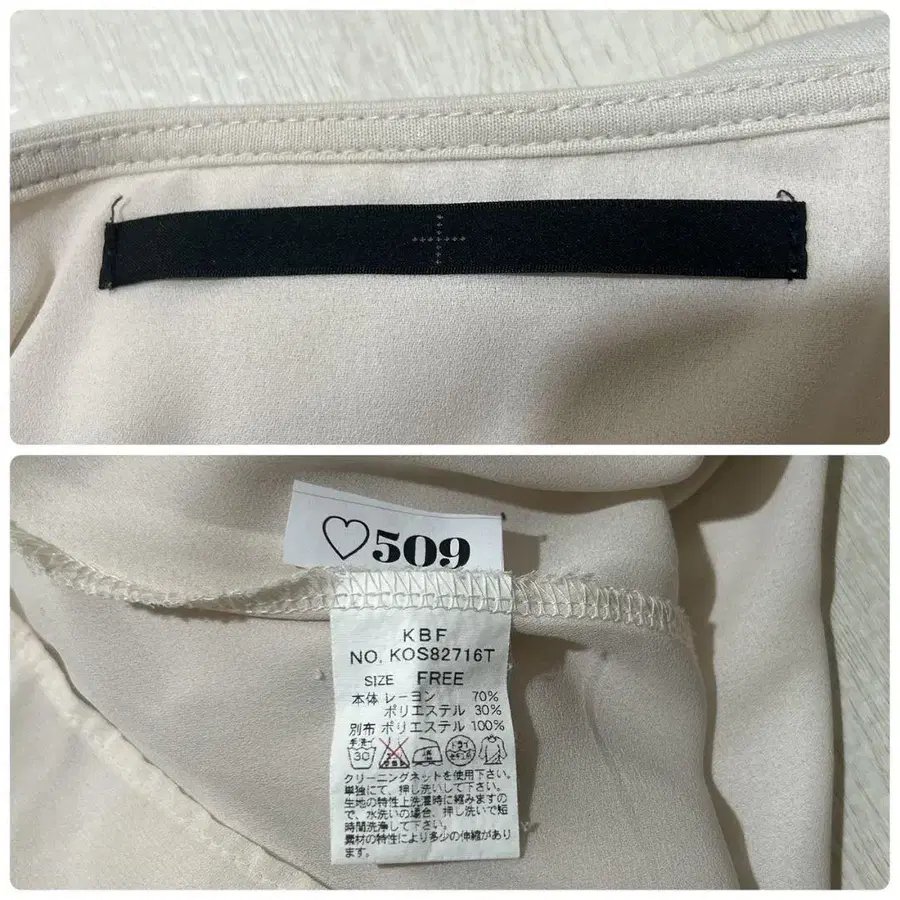 ♡509
KBF
NO. KOS82716T
SIZE FREE
本体 レーヨン 70%
ポリエステル 30%
別布 ポリエステル 100%
手洗イ
30
クリーニングネットを使用下さい。
単独にて、押し洗いして下さい。
生地の特性上洗濯時に縮みますの
で、水洗いの場合、押し洗いで短
時間洗浄して下さい。
素材の特性により多少の伸縮があり
ます。